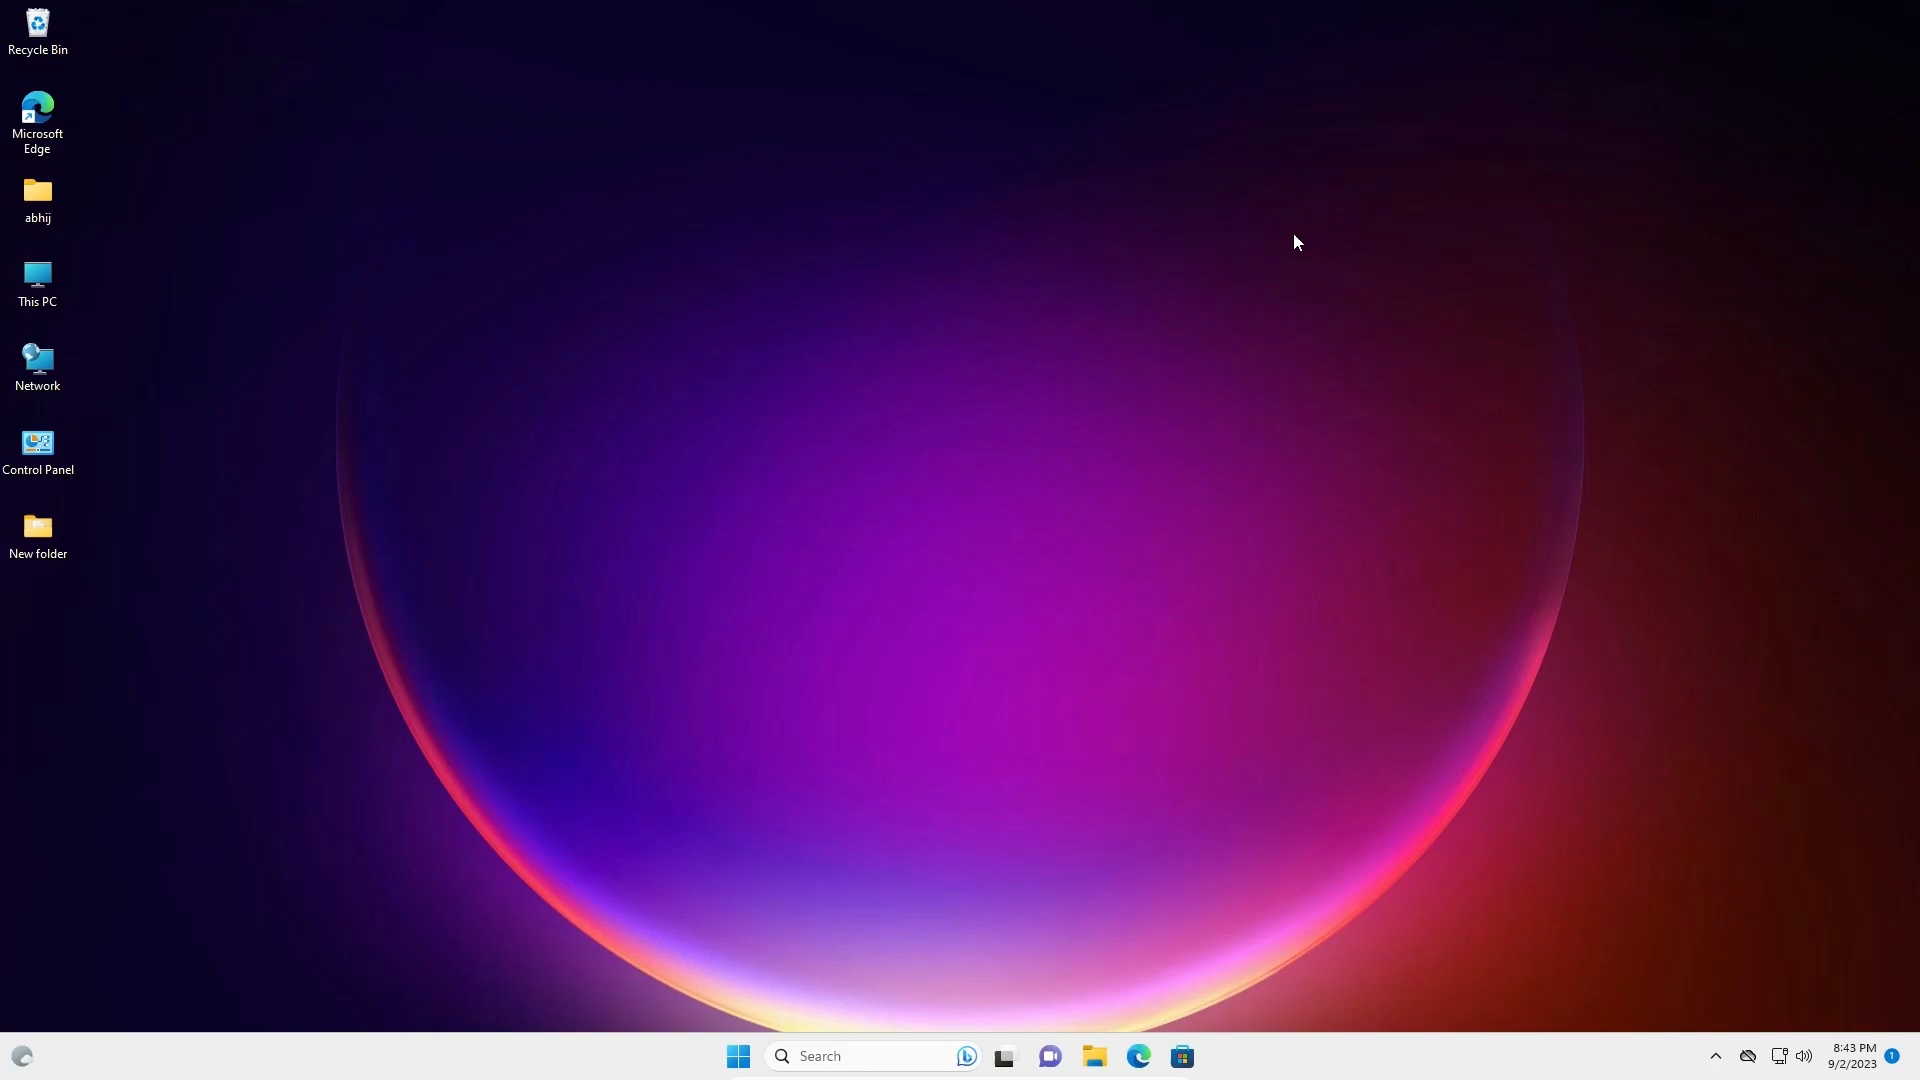 Recycle Bin
Microsoft
Edge
abhij
This PC
Network
Control Panel
New folder
Search
8:43 PM
9/2/2023
1